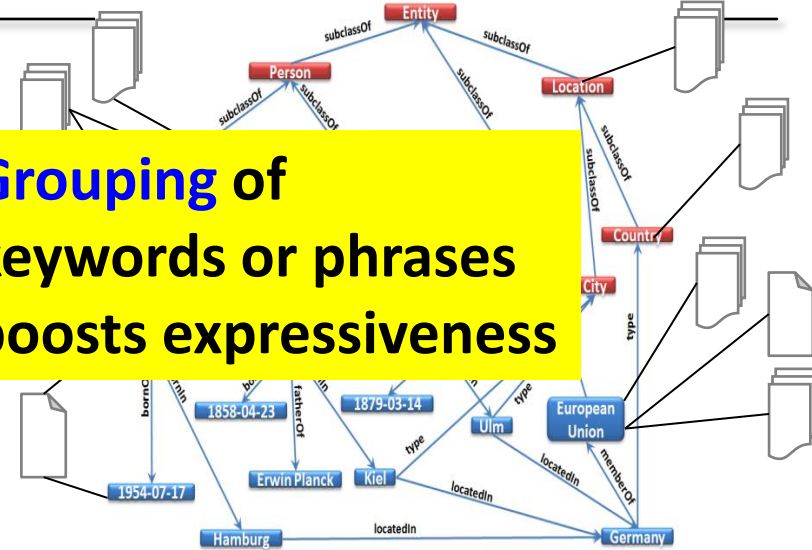 Entity
subclassOf
subclassOf
Person
subclassOf
Location
subclassOf
subclassOf
subclassOf
subclassOf
Grouping of
keywords or phrases
boosts expressiveness
Country
City
type
type
1858-04-23
1879-03-14
fatherOf
Ulm
European
Union
type
memberOf
locatedIn
1954-07-17
Erwin Planck
Kiel
locatedIn
Hamburg
locatedIn
Germany